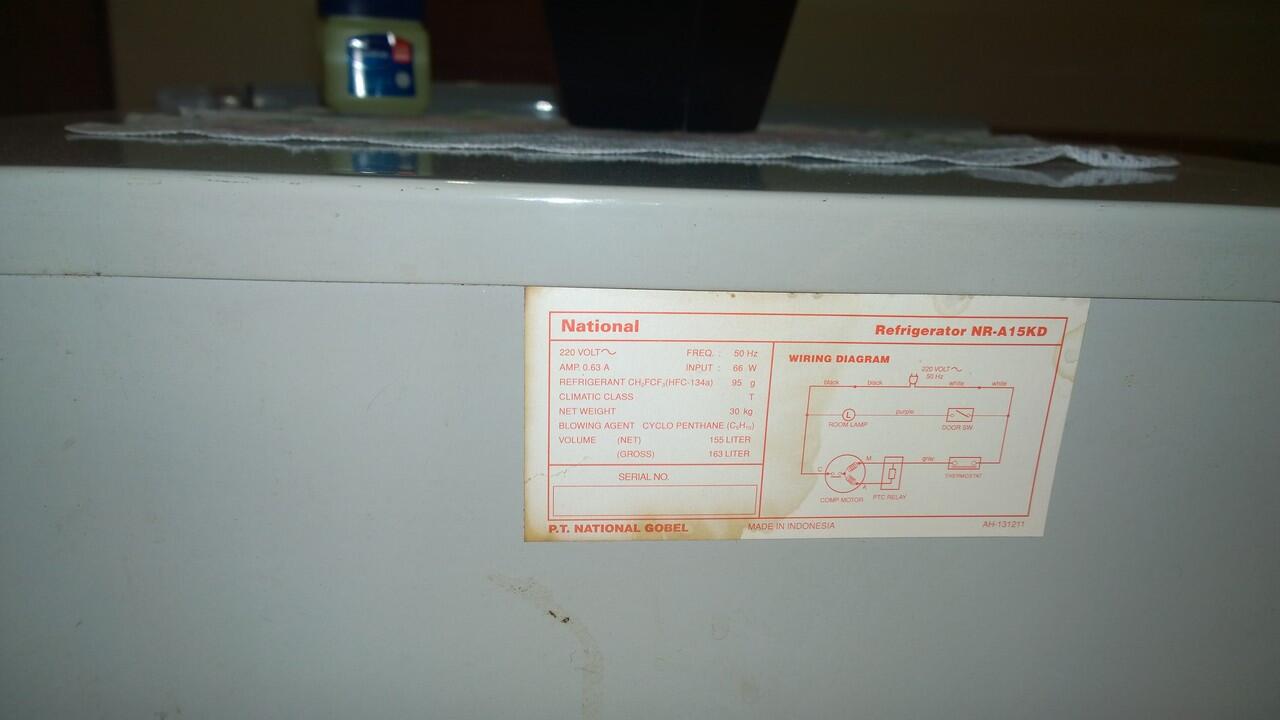 National
Refrigerator NR-A15KD
220 VOLT～ FREQ. : 50 Hz
AMP. 0.63 A INPUT : 66 W
REFRIGERANT CH₂FCF₃(HFC-134a) 95 g
CLIMATIC CLASS T
NET WEIGHT 30 kg
BLOWING AGENT CYCLO PENTHANE (C₅H₁₀)
VOLUME (NET) 155 LITER
(GROSS) 163 LITER
SERIAL NO.
WIRING DIAGRAM
220 VOLT～
50 Hz
black black white white
L purple
ROOM LAMP DOOR SW
C M gray
A THERMOSTAT
COMP MOTOR PTC RELAY
P.T. NATIONAL GOBEL MADE IN INDONESIA AH-131211